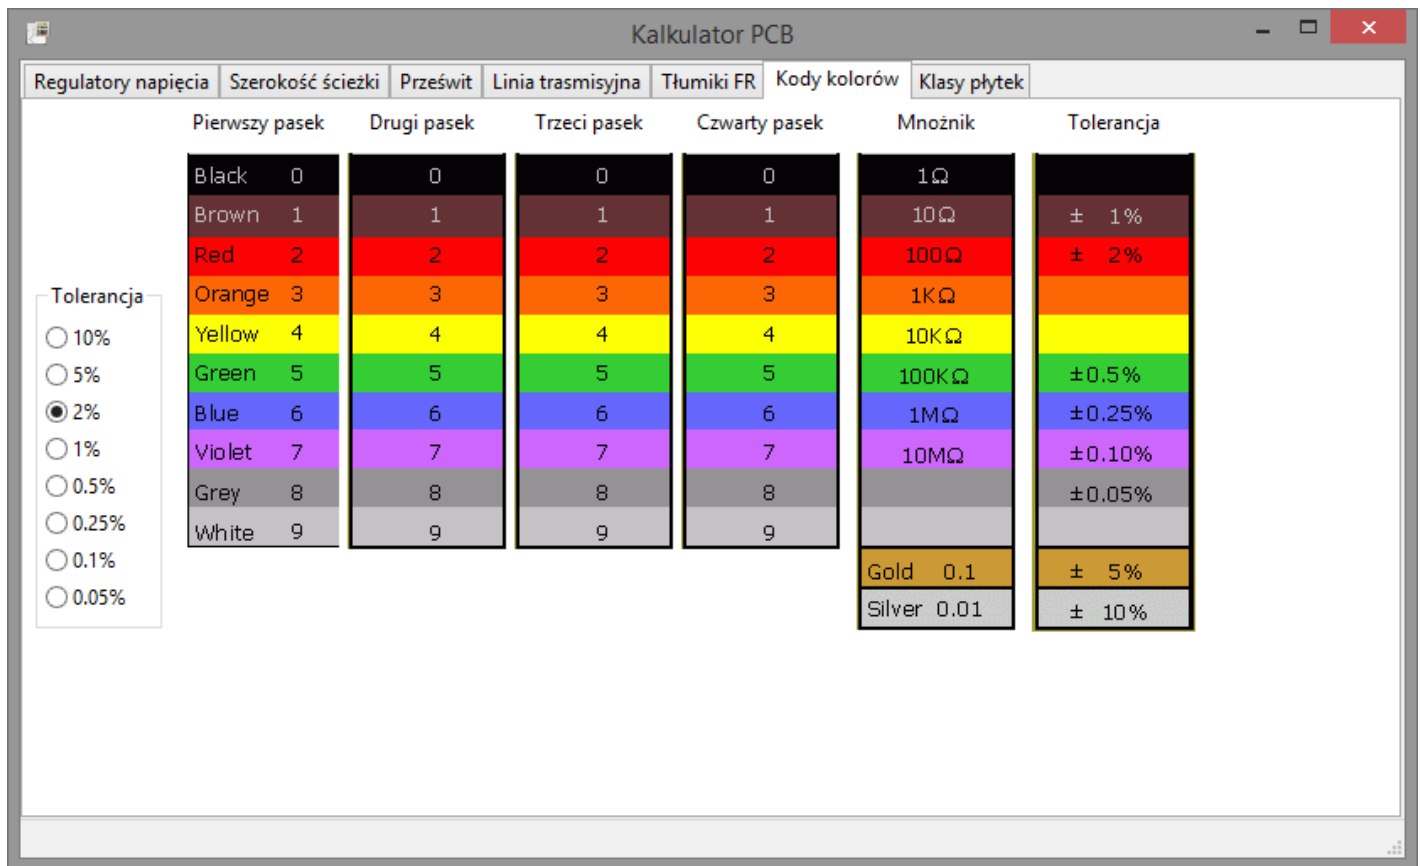 Kalkulator PCB
Regulatory napięcia Szerokość ścieżki Prześwit Linia trasmisyjna Tłumiki FR Kody kolorów Klasy płytek
Pierwszy pasek Drugi pasek Trzeci pasek Czwarty pasek Mnożnik Tolerancja
Black 0 0 0 0 1Ω
Brown 1 1 1 1 10Ω ± 1%
Red 2 2 2 2 100Ω ± 2%
Orange 3 3 3 3 1KΩ
Yellow 4 4 4 4 10KΩ
Green 5 5 5 5 100KΩ ±0.5%
Blue 6 6 6 6 1MΩ ±0.25%
Violet 7 7 7 7 10MΩ ±0.10%
Grey 8 8 8 8 ±0.05%
White 9 9 9 9
Gold 0.1 ± 5%
Silver 0.01 ± 10%
Tolerancja
10%
5%
2%
1%
0.5%
0.25%
0.1%
0.05%